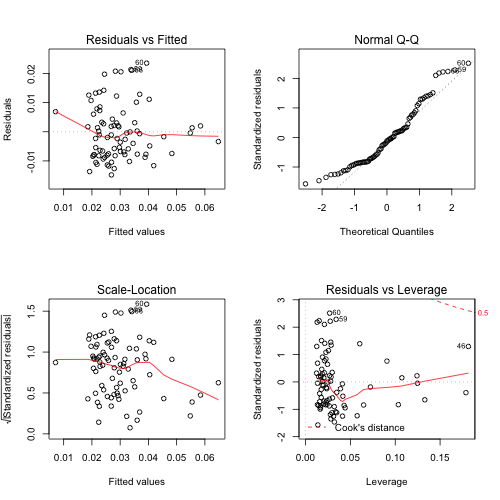 Residuals vs Fitted
Residuals
-0.01 0.01 0.02
60
0.01 0.02 0.03 0.04 0.05 0.06
Fitted values
Normal Q-Q
Standardized residuals
-1 0 1 2
60
59
-2 -1 0 1 2
Theoretical Quantiles
Scale-Location
√|Standardized residuals|
0.0 0.5 1.0 1.5
60
0.01 0.02 0.03 0.04 0.05 0.06
Fitted values
Residuals vs Leverage
Standardized residuals
-2 -1 0 1 2 3
60
59
46
0.5
Cook's distance
0.00 0.05 0.10 0.15
Leverage